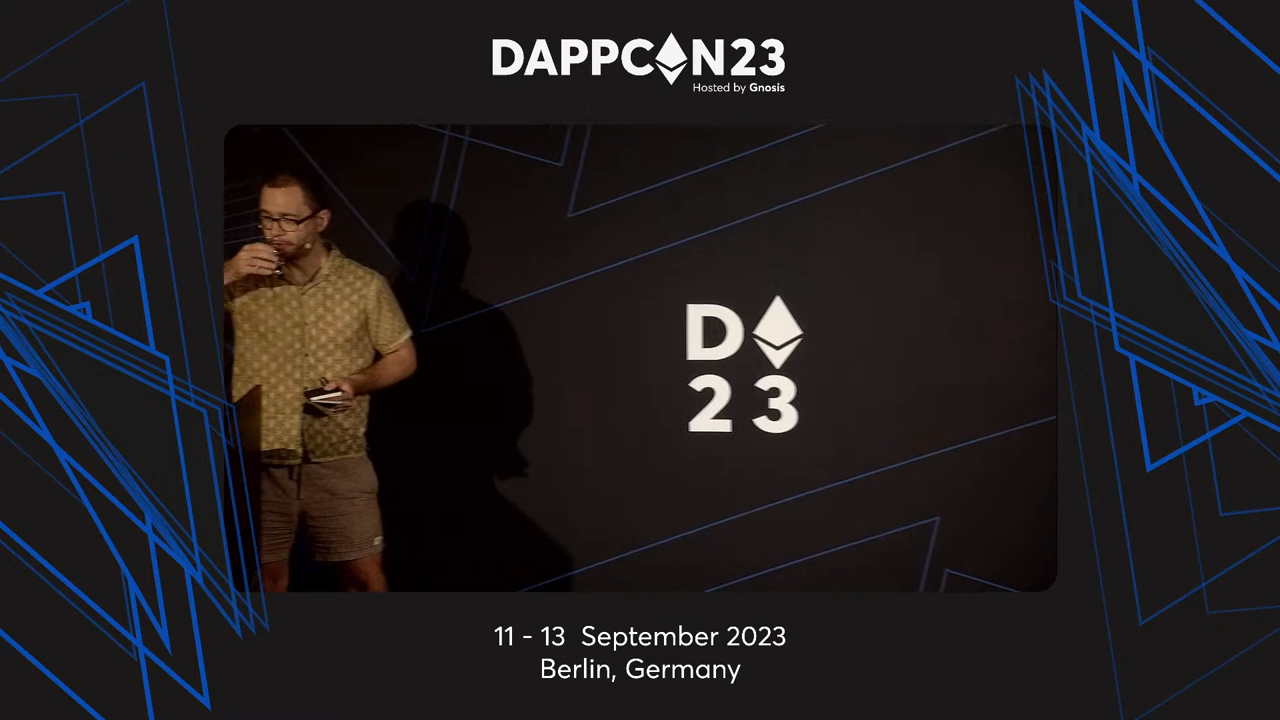 DAPPCON23
Hosted by Gnosis
D
23
11 - 13 September 2023
Berlin, Germany